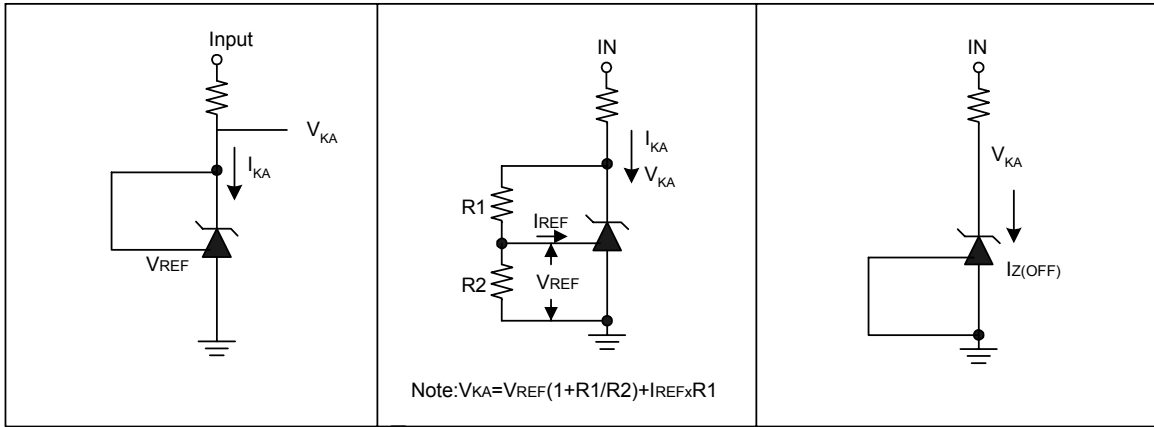 Input
V_KA
I_KA
VREF
IN
I_KA
V_KA
R1
IREF
VREF
R2
Note:VKA=VREF(1+R1/R2)+IREFxR1
IN
V_KA
IZ(OFF)